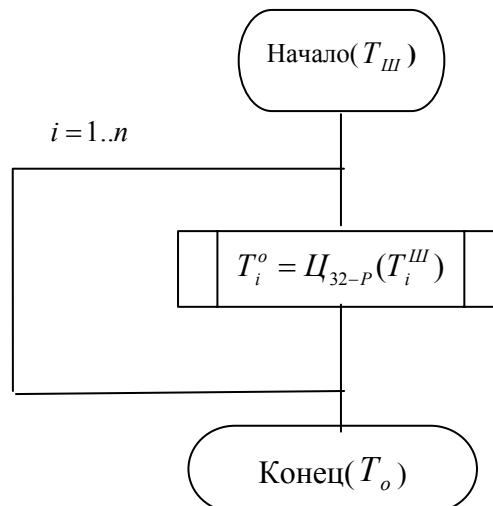 Начало(T_Ш)
i = 1..n
T_i^o = Ц_{32-P}(T_i^Ш)
Конец(T_o)